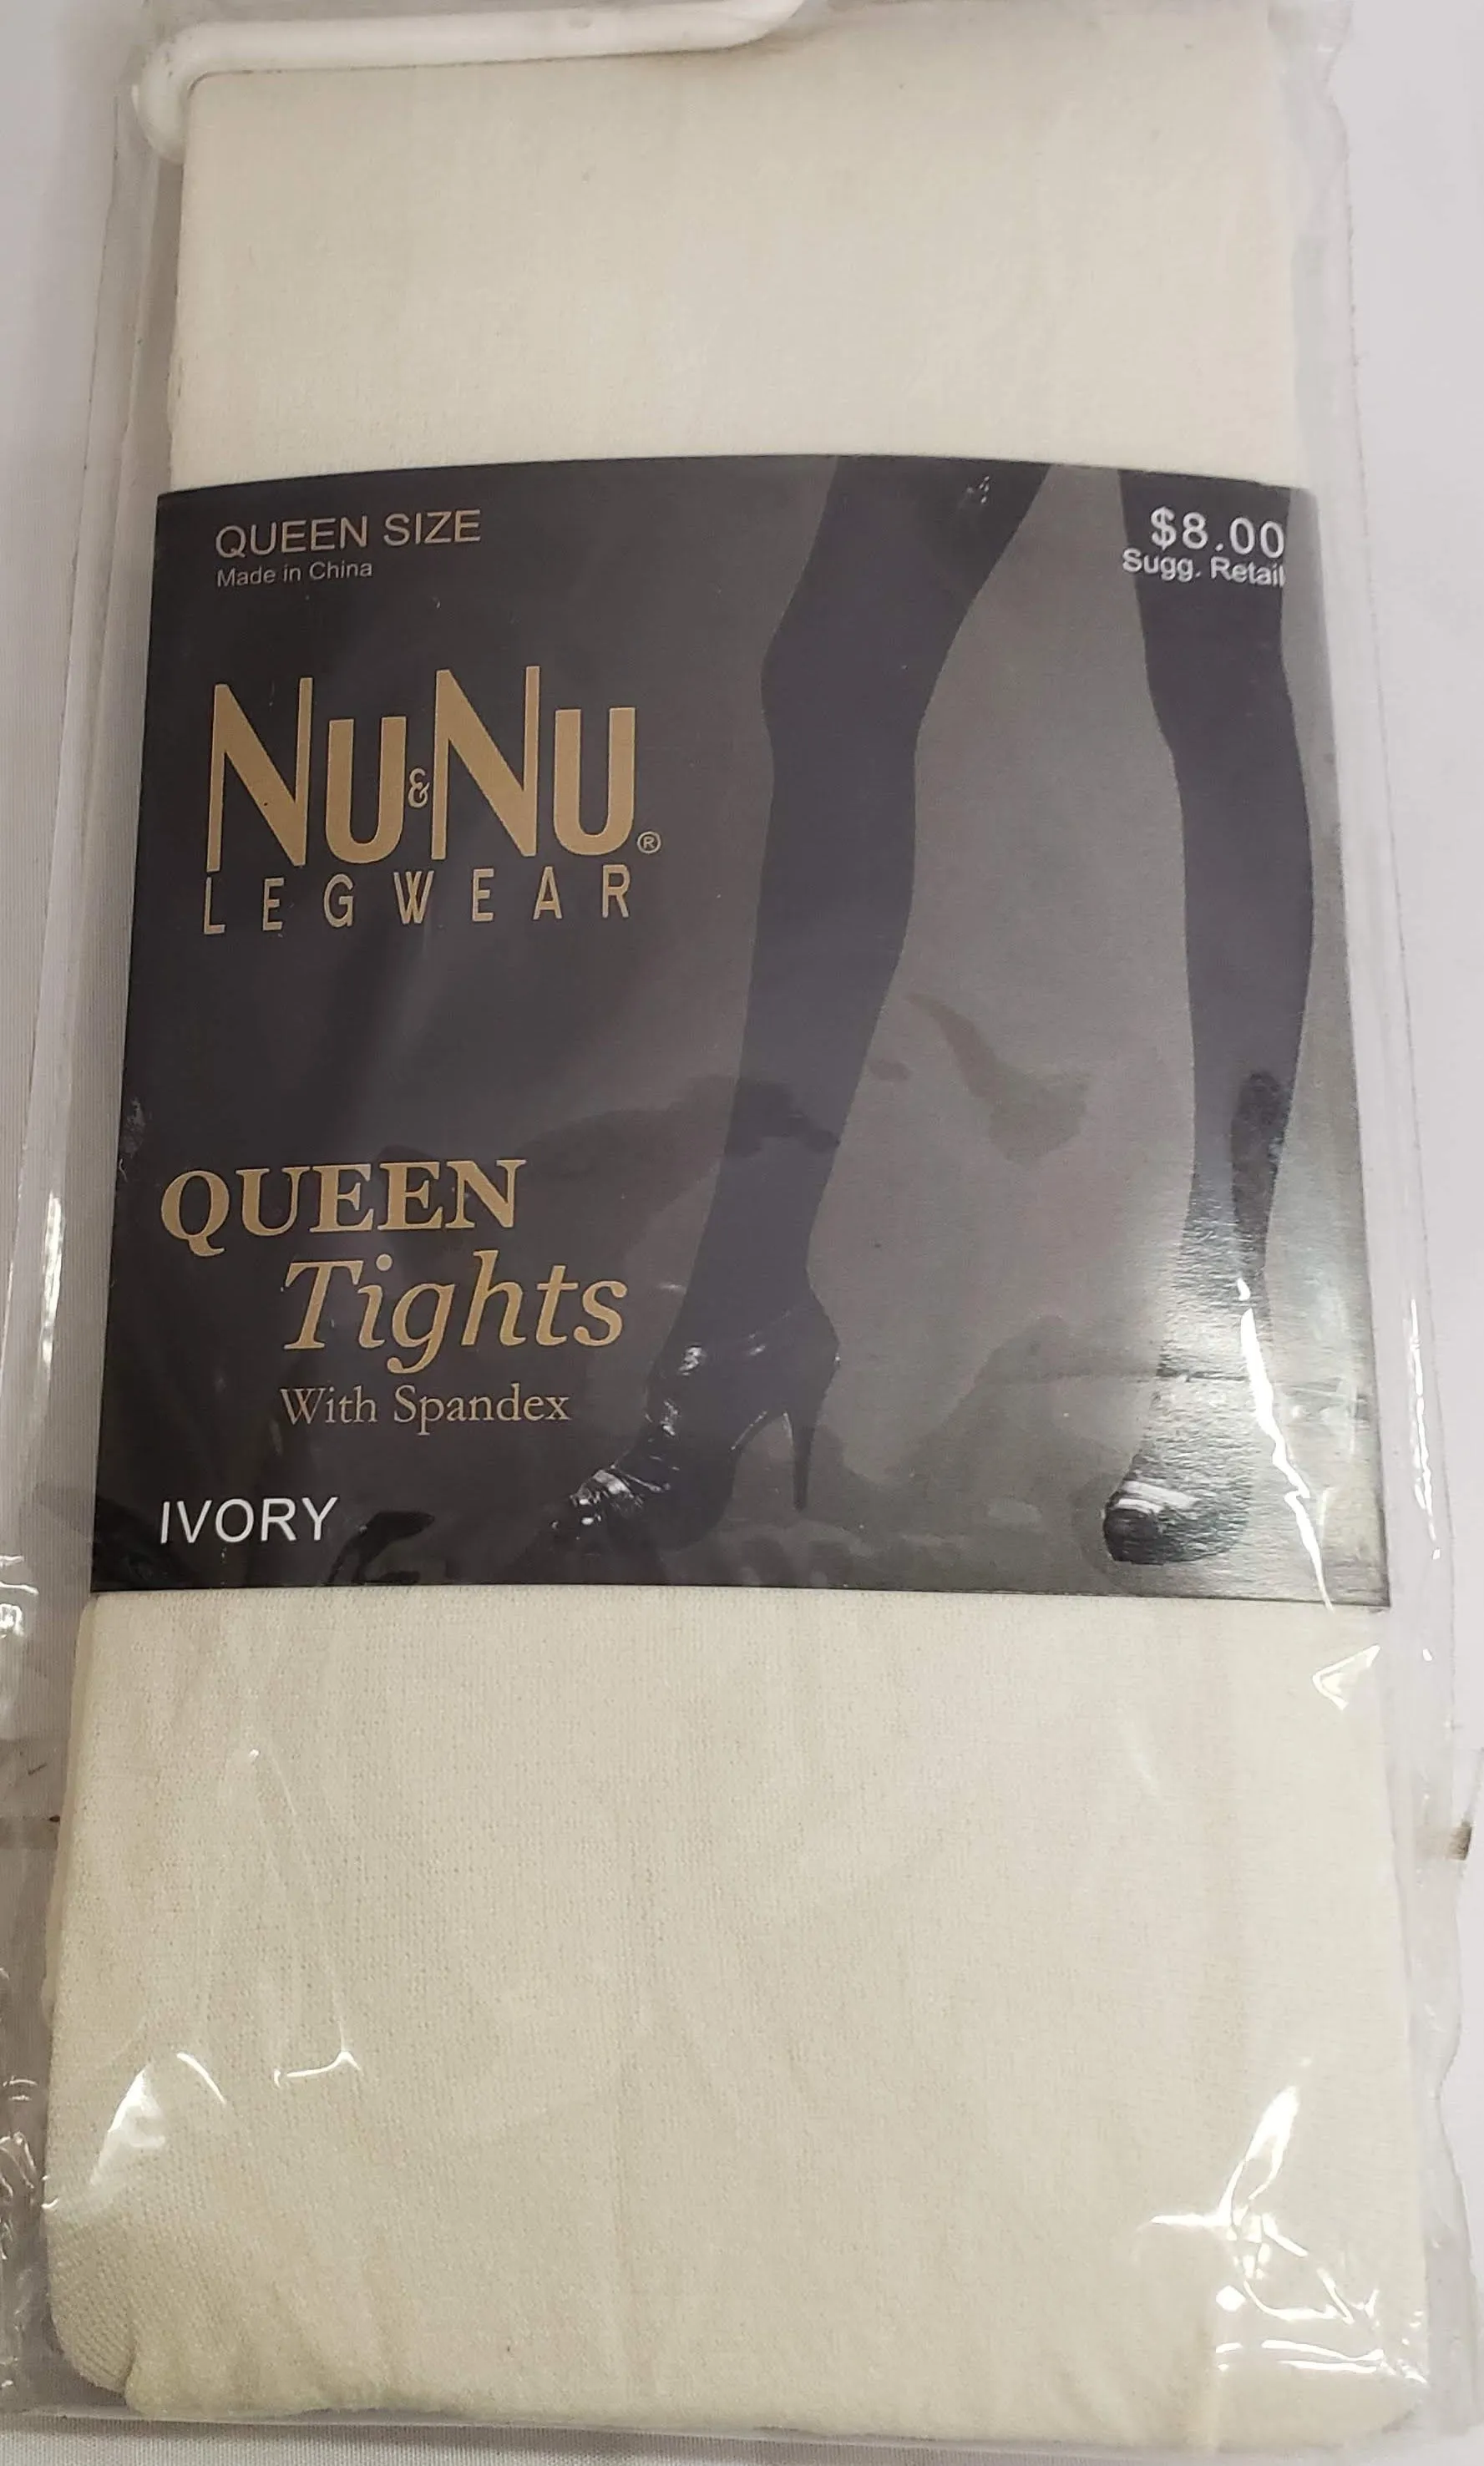 QUEEN SIZE
Made in China
$8.00
Sugg. Retail
NU&NU®
LEGWEAR
QUEEN
Tights
With Spandex
IVORY